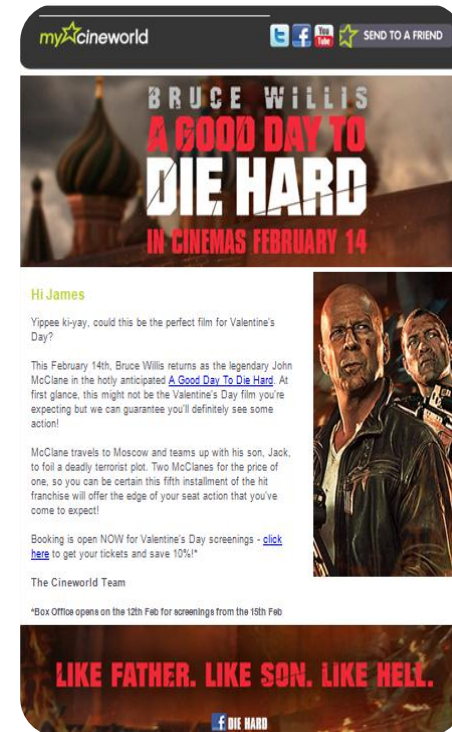 my cineworld
You Tube
SEND TO A FRIEND
BRUCE WILLIS
A GOOD DAY TO
DIE HARD
IN CINEMAS FEBRUARY 14
Hi James
Yippee ki-yay, could this be the perfect film for Valentine's
Day?
This February 14th, Bruce Willis returns as the legendary John
McClane in the hotly anticipated A Good Day To Die Hard. At
first glance, this might not be the Valentine's Day film you're
expecting but we can guarantee you'll definitely see some
action!
McClane travels to Moscow and teams up with his son, Jack,
to foil a deadly terrorist plot. Two McClanes for the price of
one, so you can be certain this fifth installment of the hit
franchise will offer the edge of your seat action that you've
come to expect!
Booking is open NOW for Valentine's Day screenings - click
here to get your tickets and save 10%!*
The Cineworld Team
*Box Office opens on the 12th Feb for screenings from the 15th Feb
LIKE FATHER. LIKE SON. LIKE HELL.
f DIE HARD